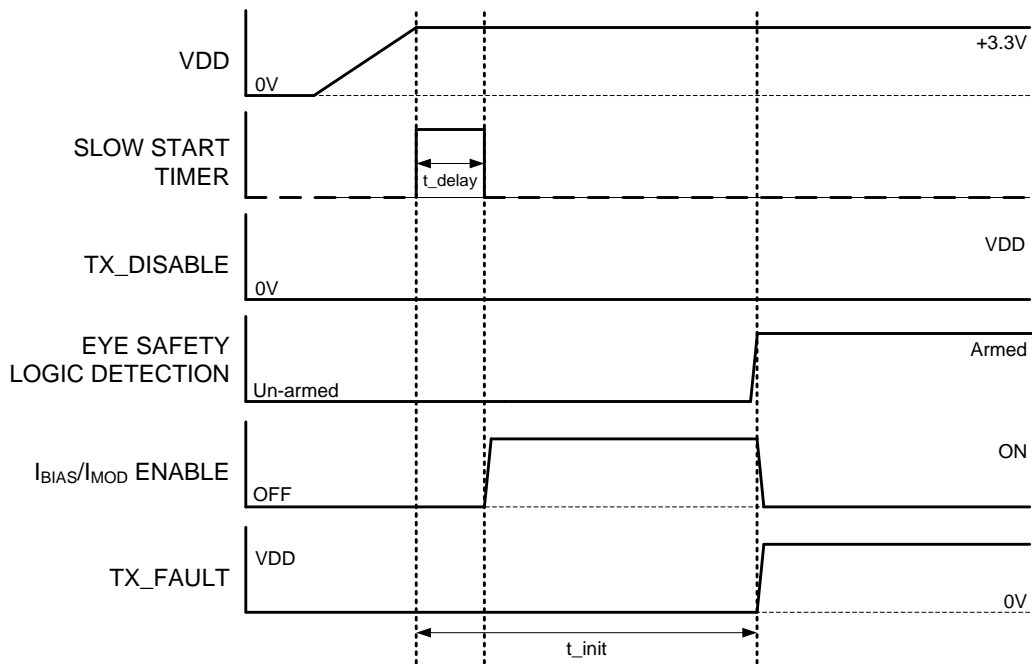 VDD
0V
+3.3V
SLOW START
TIMER
t_delay
TX_DISABLE
0V
VDD
EYE SAFETY
LOGIC DETECTION
Un-armed
Armed
IBIAS/IMOD ENABLE
OFF
ON
TX_FAULT
VDD
0V
t_init